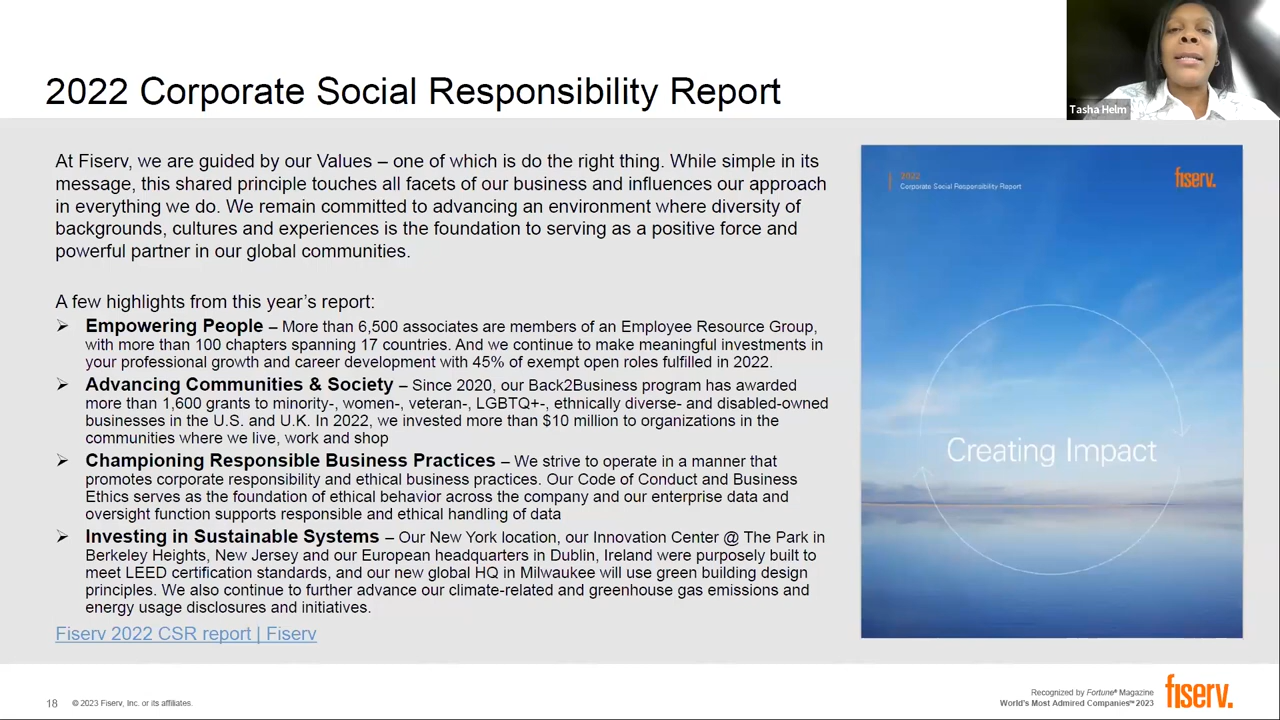 2022 Corporate Social Responsibility Report
Tasha Helm
At Fiserv, we are guided by our Values – one of which is do the right thing. While simple in its
message, this shared principle touches all facets of our business and influences our approach
in everything we do. We remain committed to advancing an environment where diversity of
backgrounds, cultures and experiences is the foundation to serving as a positive force and
powerful partner in our global communities.
A few highlights from this year’s report:
➢ Empowering People – More than 6,500 associates are members of an Employee Resource Group,
with more than 100 chapters spanning 17 countries. And we continue to make meaningful investments in
your professional growth and career development with 45% of exempt open roles fulfilled in 2022.
➢ Advancing Communities & Society – Since 2020, our Back2Business program has awarded
more than 1,600 grants to minority-, women-, veteran-, LGBTQ+-, ethnically diverse- and disabled-owned
businesses in the U.S. and U.K. In 2022, we invested more than $10 million to organizations in the
communities where we live, work and shop
➢ Championing Responsible Business Practices – We strive to operate in a manner that
promotes corporate responsibility and ethical business practices. Our Code of Conduct and Business
Ethics serves as the foundation of ethical behavior across the company and our enterprise data and
oversight function supports responsible and ethical handling of data
➢ Investing in Sustainable Systems – Our New York location, our Innovation Center @ The Park in
Berkeley Heights, New Jersey and our European headquarters in Dublin, Ireland were purposely built to
meet LEED certification standards, and our new global HQ in Milwaukee will use green building design
principles. We also continue to further advance our climate-related and greenhouse gas emissions and
energy usage disclosures and initiatives.
Fiserv 2022 CSR report | Fiserv
2022
Corporate Social Responsibility Report
fiserv.
Creating Impact
18 © 2023 Fiserv, Inc. or its affiliates.
Recognized by Fortune® Magazine
World’s Most Admired Companies™ 2023
fiserv.